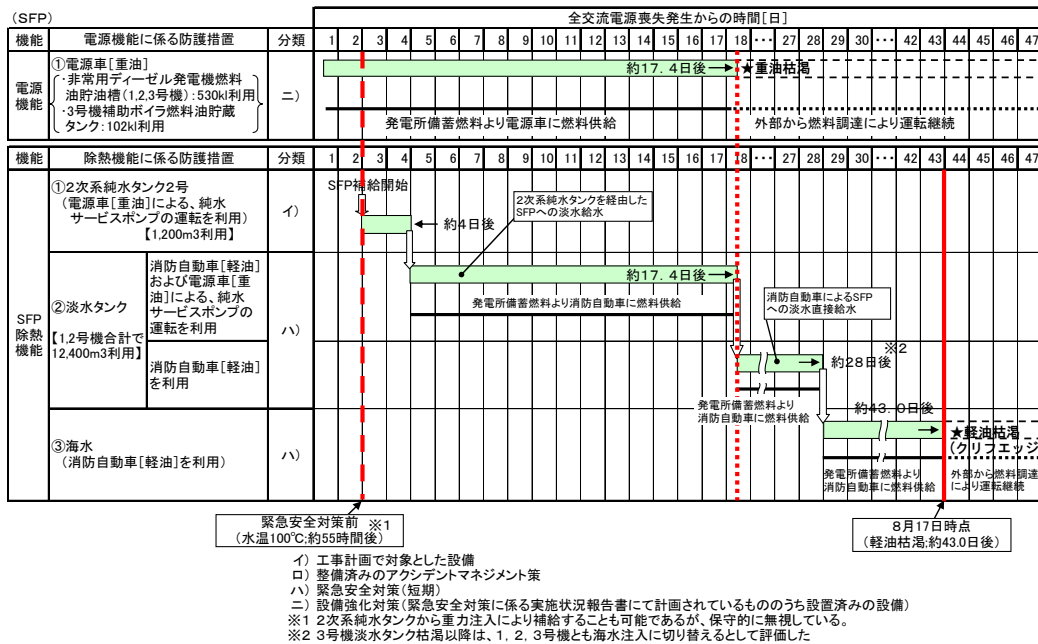 (SFP)
全交流電源喪失発生からの時間[日]
機能 電源機能に係る防護措置 分類 1 2 3 4 5 6 7 8 9 10 11 12 13 14 15 16 17 18 ･･･ 27 28 29 30 ･･･ 42 43 44 45 46 47
電源
機能
①電源車[重油]
・非常用ディーゼル発電機燃料
油貯油槽(1,2,3号機):530kl利用
・3号機補助ボイラ燃料油貯蔵
タンク:102kl利用
ニ)
約17.4日後
★重油枯渇
発電所備蓄燃料より電源車に燃料供給
外部から燃料調達により運転継続
機能 除熱機能に係る防護措置 分類 1 2 3 4 5 6 7 8 9 10 11 12 13 14 15 16 17 18 ･･･ 27 28 29 30 ･･･ 42 43 44 45 46 47
SFP
除熱
機能
①2次系純水タンク2号
(電源車[重油]による、純水
サービスポンプの運転を利用)
【1,200m3利用】
イ)
SFP補給開始
約4日後
2次系純水タンクを経由した
SFPへの淡水給水
②淡水タンク
【1,2号機合計で
12,400m3利用】
消防自動車[軽油]
および電源車[重
油]による、純水
サービスポンプの
運転を利用
ハ)
約17.4日後
発電所備蓄燃料より消防自動車に燃料供給
消防自動車によるSFP
への淡水直接給水
消防自動車[軽油]
を利用
※2
約28日後
発電所備蓄燃料より
消防自動車に燃料供給
③海水
(消防自動車[軽油]を利用)
ハ)
約43.0日後
★軽油枯渇
(クリフエッジ)
発電所備蓄燃料より
消防自動車に燃料供給
外部から燃料調達
により運転継続
緊急安全対策前 ※1
(水温100℃;約55時間後)
8月17日時点
(軽油枯渇;約43.0日後)
イ) 工事計画で対象とした設備
ロ) 整備済みのアクシデントマネジメント策
ハ) 緊急安全対策(短期)
ニ) 設備強化対策(緊急安全対策に係る実施状況報告書にて計画されているもののうち設置済みの設備)
※1 2次系純水タンクから重力注入により補給することも可能であるが、保守的に無視している。
※2 3号機淡水タンク枯渇以降は、1, 2, 3号機とも海水注入に切り替えるとして評価した